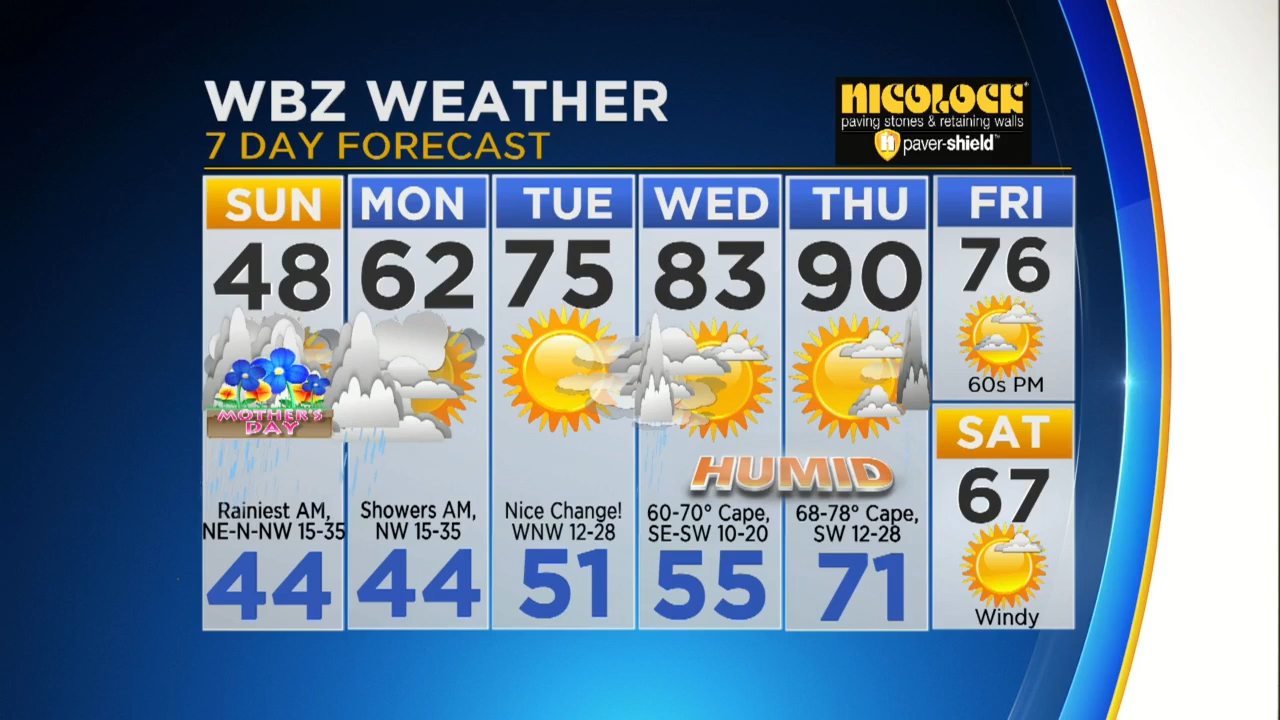 WBZ WEATHER
7 DAY FORECAST
NICOLOCK
paving stones & retaining walls
paver-shield™
SUN
48
MOTHER'S
DAY
Rainiest AM,
NE-N-NW 15-35
44
MON
62
Showers AM,
NW 15-35
44
TUE
75
Nice Change!
WNW 12-28
51
WED
83
60-70° Cape,
SE-SW 10-20
55
THU
90
68-78° Cape,
SW 12-28
71
HUMID
FRI
76
60s PM
SAT
67
Windy